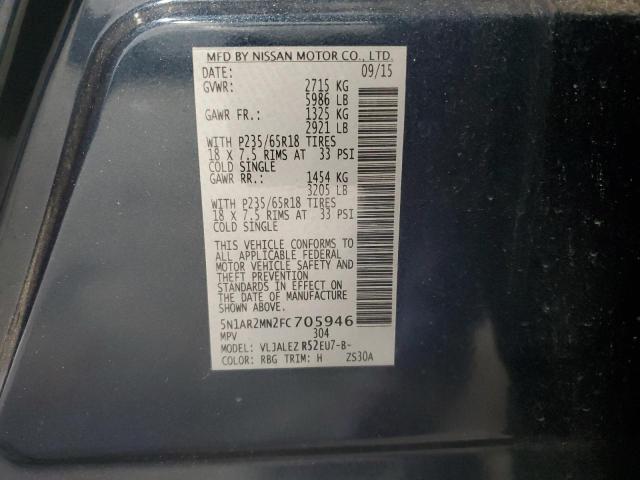 MFD BY NISSAN MOTOR CO., LTD.
DATE: 09/15
GVWR: 2715 KG
5986 LB
GAWR FR.: 1325 KG
2921 LB
WITH P235/65R18 TIRES
18 X 7.5 RIMS AT 33 PSI
COLD SINGLE
GAWR RR.: 1454 KG
3205 LB
WITH P235/65R18 TIRES
18 X 7.5 RIMS AT 33 PSI
COLD SINGLE
THIS VEHICLE CONFORMS TO
ALL APPLICABLE FEDERAL
MOTOR VEHICLE SAFETY AND
THEFT PREVENTION
STANDARDS IN EFFECT ON
THE DATE OF MANUFACTURE
SHOWN ABOVE.
5N1AR2MN2FC705946
MPV 304
MODEL: VLJALEZ R52EU7-B-
COLOR: RBG TRIM: H ZS30A